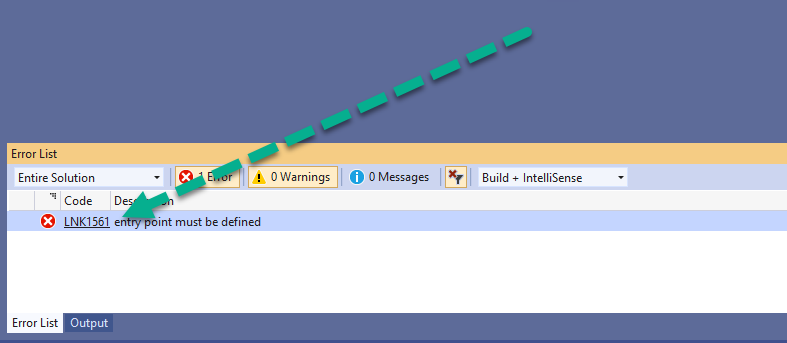 Error List
Entire Solution 1 Error 0 Warnings 0 Messages Build + IntelliSense
Code
LNK1561 entry point must be defined
Error List Output